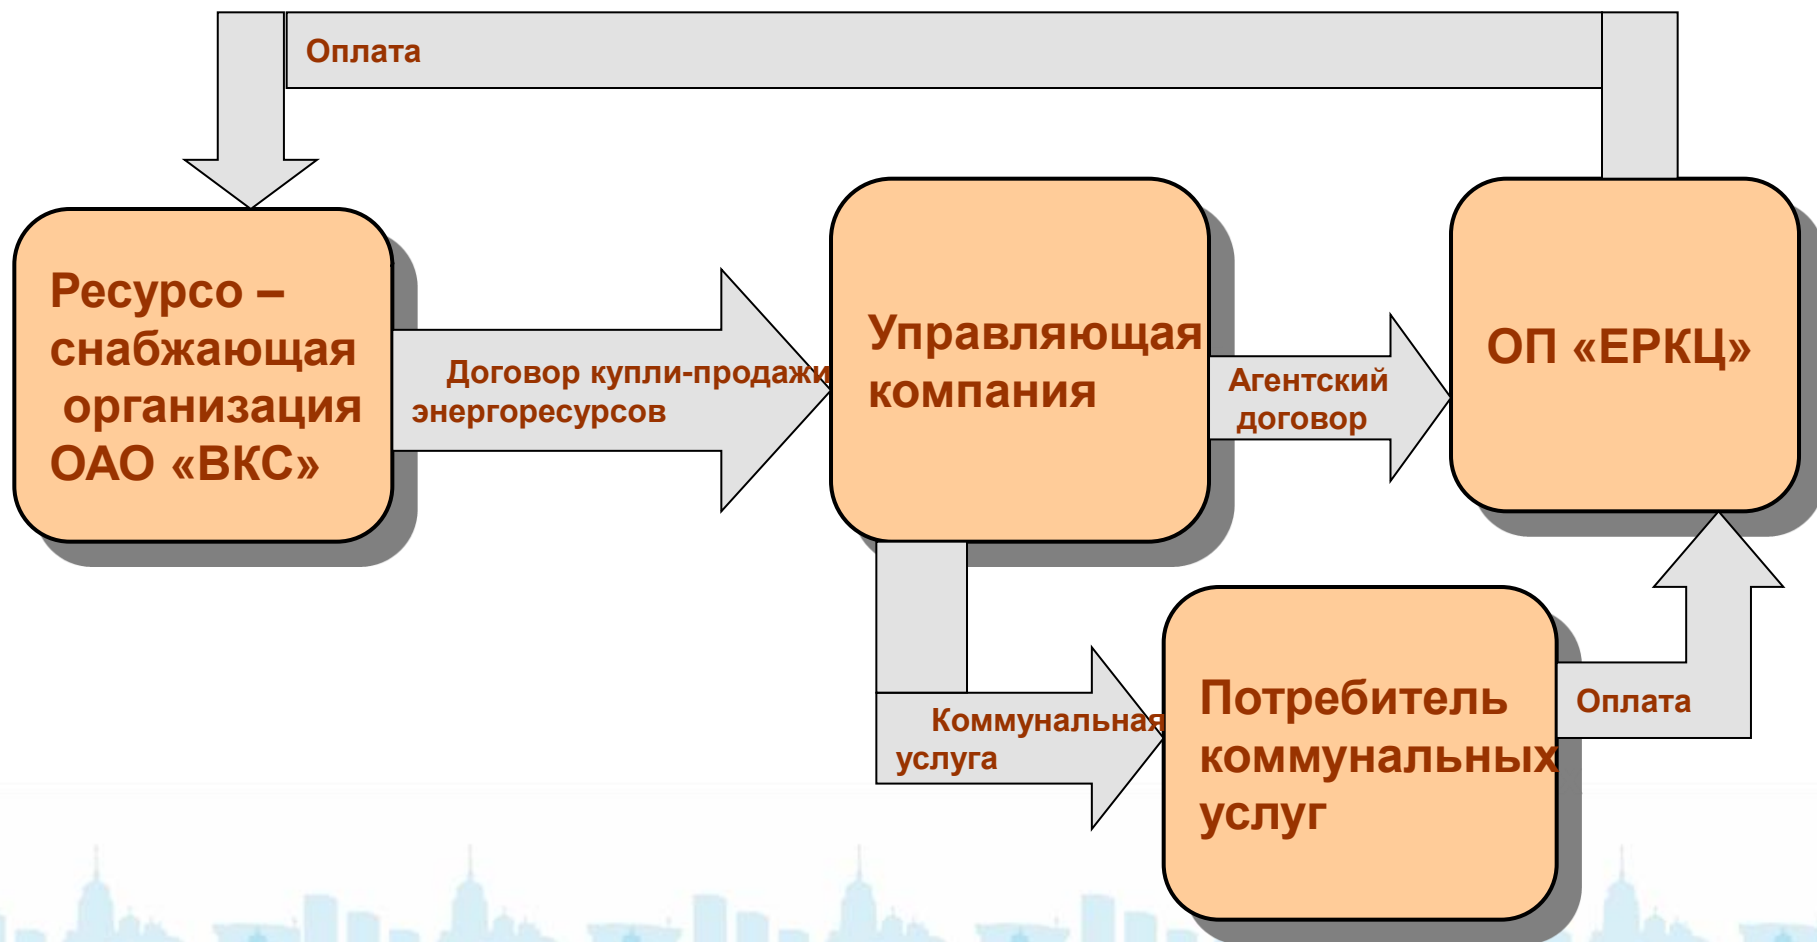 Оплата
Ресурсо –
снабжающая
организация
ОАО «ВКС»
Договор купли-продажи
энергоресурсов
Управляющая
компания
Агентский
договор
ОП «ЕРКЦ»
Коммунальная
услуга
Потребитель
коммунальных
услуг
Оплата